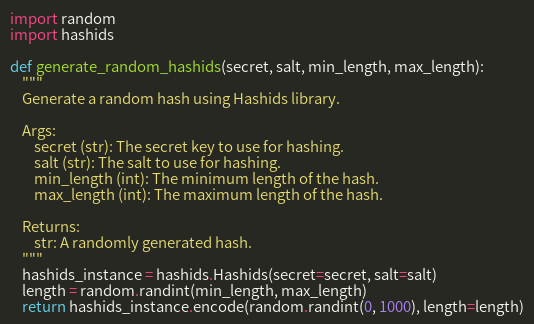 import random
import hashids

def generate_random_hashids(secret, salt, min_length, max_length):
    """
    Generate a random hash using Hashids library.

    Args:
        secret (str): The secret key to use for hashing.
        salt (str): The salt to use for hashing.
        min_length (int): The minimum length of the hash.
        max_length (int): The maximum length of the hash.

    Returns:
        str: A randomly generated hash.
    """
    hashids_instance = hashids.Hashids(secret=secret, salt=salt)
    length = random.randint(min_length, max_length)
    return hashids_instance.encode(random.randint(0, 1000), length=length)